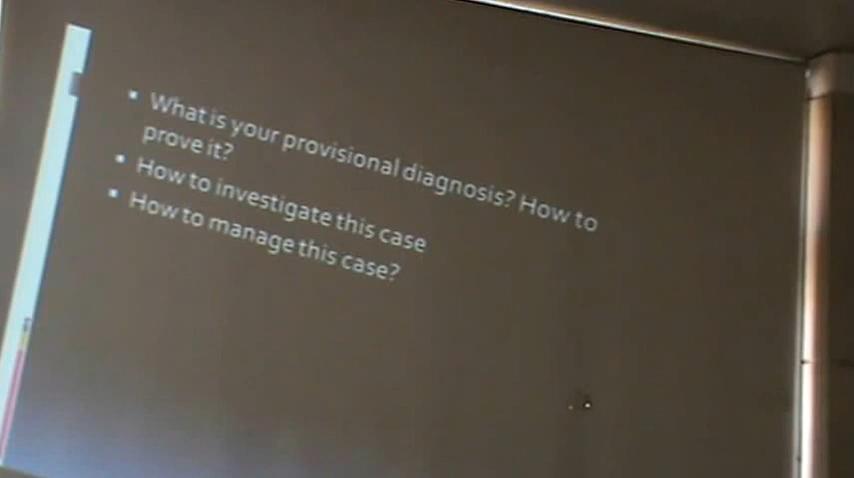 What is your provisional diagnosis? How to
prove it?
How to investigate this case
How to manage this case?